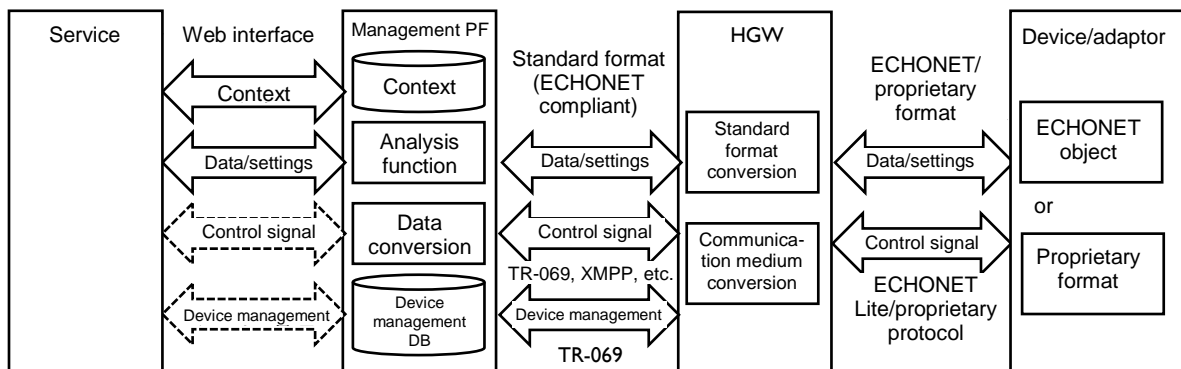 Service
Web interface
Context
Data/settings
Control signal
Device management
Management PF
Context
Analysis
function
Data
conversion
Device
management
DB
Standard format
(ECHONET
compliant)
Data/settings
Control signal
TR-069, XMPP, etc.
Device management
TR-069
HGW
Standard
format
conversion
Communica-
tion medium
conversion
ECHONET/
proprietary
format
Data/settings
Control signal
ECHONET
Lite/proprietary
protocol
Device/adaptor
ECHONET
object
or
Proprietary
format